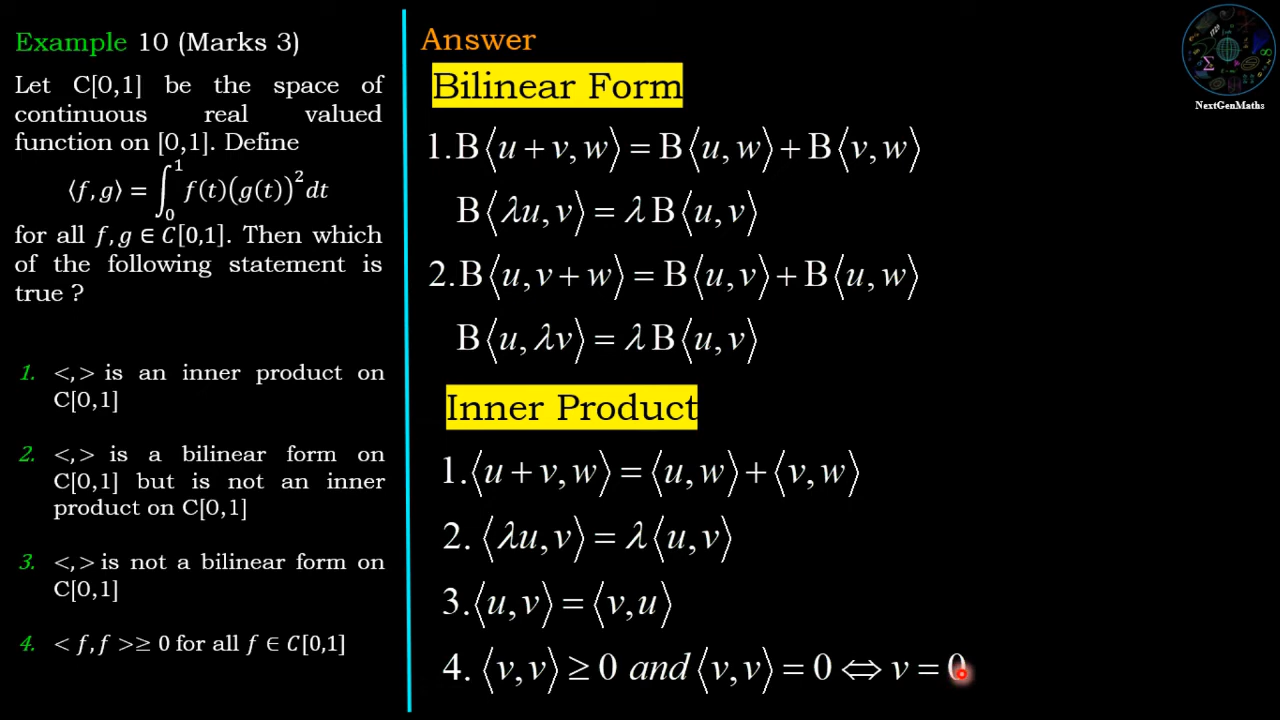 Example 10 (Marks 3)
Let C[0,1] be the space of
continuous real valued
function on [0,1]. Define
⟨f,g⟩ = ∫₀¹ f(t)(g(t))² dt
for all f,g ∈ C[0,1]. Then which
of the following statement is
true ?
1. <,> is an inner product on
C[0,1]
2. <,> is a bilinear form on
C[0,1] but is not an inner
product on C[0,1]
3. <,> is not a bilinear form on
C[0,1]
4. < f,f >≥ 0 for all f ∈ C[0,1]
Answer
Bilinear Form
1.B⟨u+v,w⟩ = B⟨u,w⟩ + B⟨v,w⟩
B⟨λu,v⟩ = λB⟨u,v⟩
2.B⟨u,v+w⟩ = B⟨u,v⟩ + B⟨u,w⟩
B⟨u,λv⟩ = λB⟨u,v⟩
Inner Product
1.⟨u+v,w⟩ = ⟨u,w⟩ + ⟨v,w⟩
2. ⟨λu,v⟩ = λ⟨u,v⟩
3.⟨u,v⟩ = ⟨v,u⟩
4. ⟨v,v⟩ ≥ 0 and ⟨v,v⟩ = 0 ⇔ v = 0
NextGenMaths